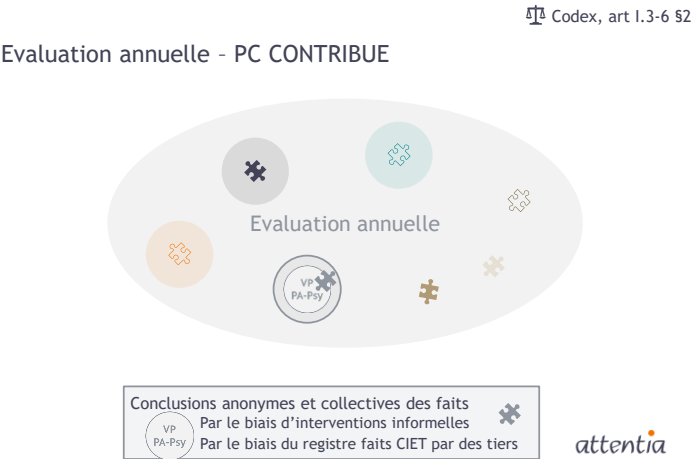 Codex, art I.3-6 §2
Evaluation annuelle – PC CONTRIBUE
Evaluation annuelle
VP
PA-Psy
Conclusions anonymes et collectives des faits
Par le biais d'interventions informelles
VP
PA-Psy
Par le biais du registre faits CIET par des tiers
attentia